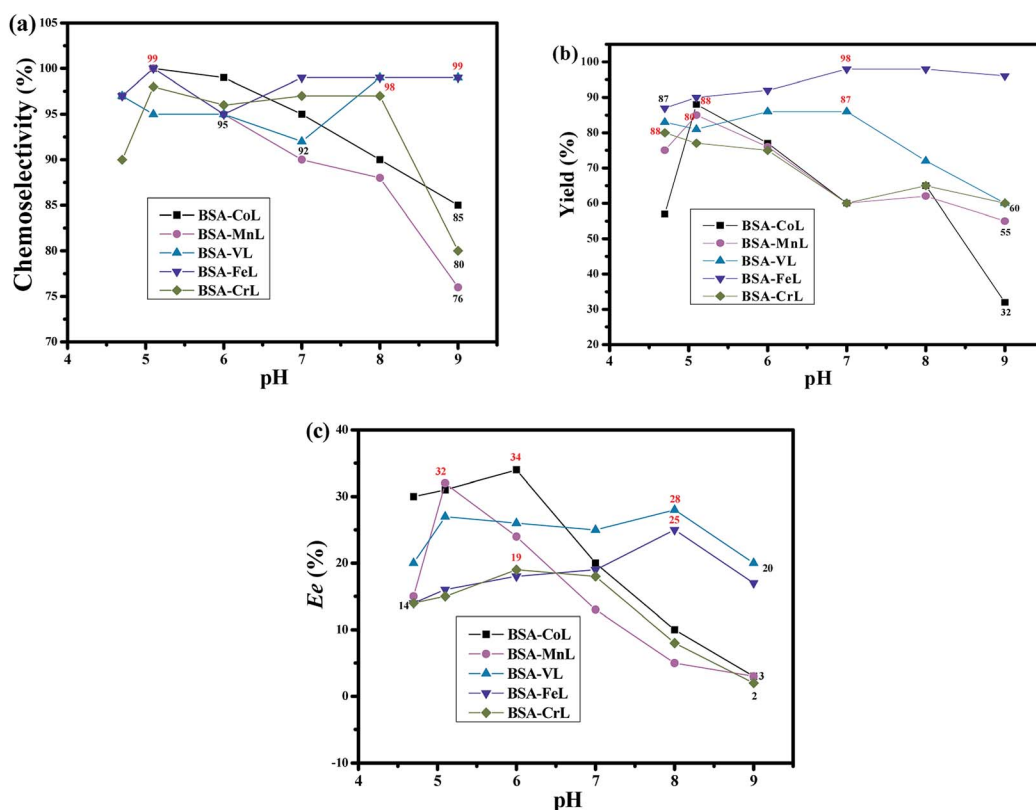 (a)
Chemoselectivity (%)
105
100
95
90
85
80
75
70
99
99
98
95
92
85
80
76
BSA-CoL
BSA-MnL
BSA-VL
BSA-FeL
BSA-CrL
4 5 6 7 8 9
pH
(b)
Yield (%)
100
90
80
70
60
50
40
30
20
98
87
88
80
88
87
60
55
32
BSA-CoL
BSA-MnL
BSA-VL
BSA-FeL
BSA-CrL
4 5 6 7 8 9
pH
(c)
Ee (%)
40
30
20
10
0
-10
34
32
28
25
19
20
14
3
2
BSA-CoL
BSA-MnL
BSA-VL
BSA-FeL
BSA-CrL
4 5 6 7 8 9
pH